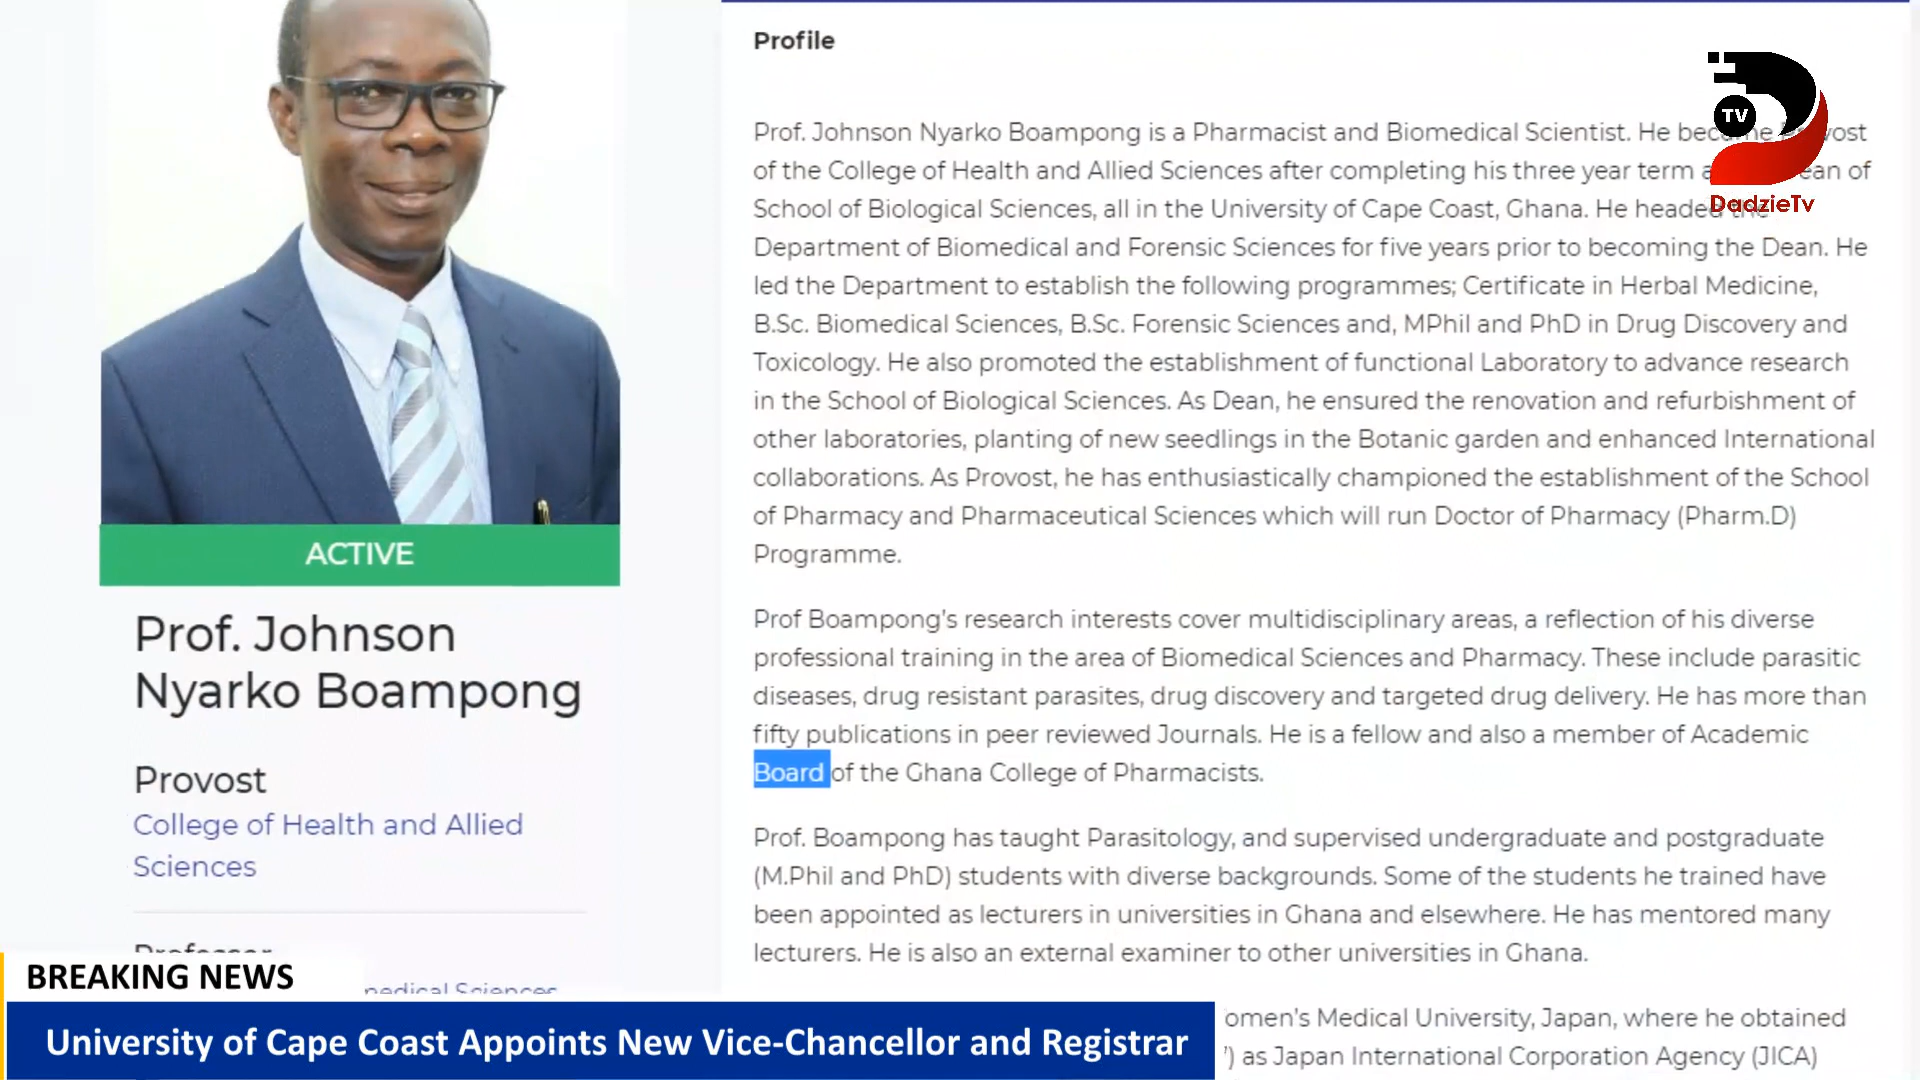 Profile
Prof. Johnson Nyarko Boampong is a Pharmacist and Biomedical Scientist. He became
of the College of Health and Allied Sciences after completing his three year term
School of Biological Sciences, all in the University of Cape Coast, Ghana. He headed the
Department of Biomedical and Forensic Sciences for five years prior to becoming the Dean. He
led the Department to establish the following programmes; Certificate in Herbal Medicine,
B.Sc. Biomedical Sciences, B.Sc. Forensic Sciences and, MPhil and PhD in Drug Discovery and
Toxicology. He also promoted the establishment of functional Laboratory to advance research
in the School of Biological Sciences. As Dean, he ensured the renovation and refurbishment of
other laboratories, planting of new seedlings in the Botanic garden and enhanced International
collaborations. As Provost, he has enthusiastically championed the establishment of the School
of Pharmacy and Pharmaceutical Sciences which will run Doctor of Pharmacy (Pharm.D)
Programme.
Prof Boampong's research interests cover multidisciplinary areas, a reflection of his diverse
professional training in the area of Biomedical Sciences and Pharmacy. These include parasitic
diseases, drug resistant parasites, drug discovery and targeted drug delivery. He has more than
fifty publications in peer reviewed Journals. He is a fellow and also a member of Academic
Board of the Ghana College of Pharmacists.
Prof. Boampong has taught Parasitology, and supervised undergraduate and postgraduate
(M.Phil and PhD) students with diverse backgrounds. Some of the students he trained have
been appointed as lecturers in universities in Ghana and elsewhere. He has mentored many
lecturers. He is also an external examiner to other universities in Ghana.
Medical University, Japan, where he obtained
as Japan International Corporation Agency (JICA)
TV
DadzieTv
ACTIVE
Prof. Johnson
Nyarko Boampong
Provost
College of Health and Allied
Sciences
Professor
Sciences
BREAKING NEWS
University of Cape Coast Appoints New Vice-Chancellor and Registrar